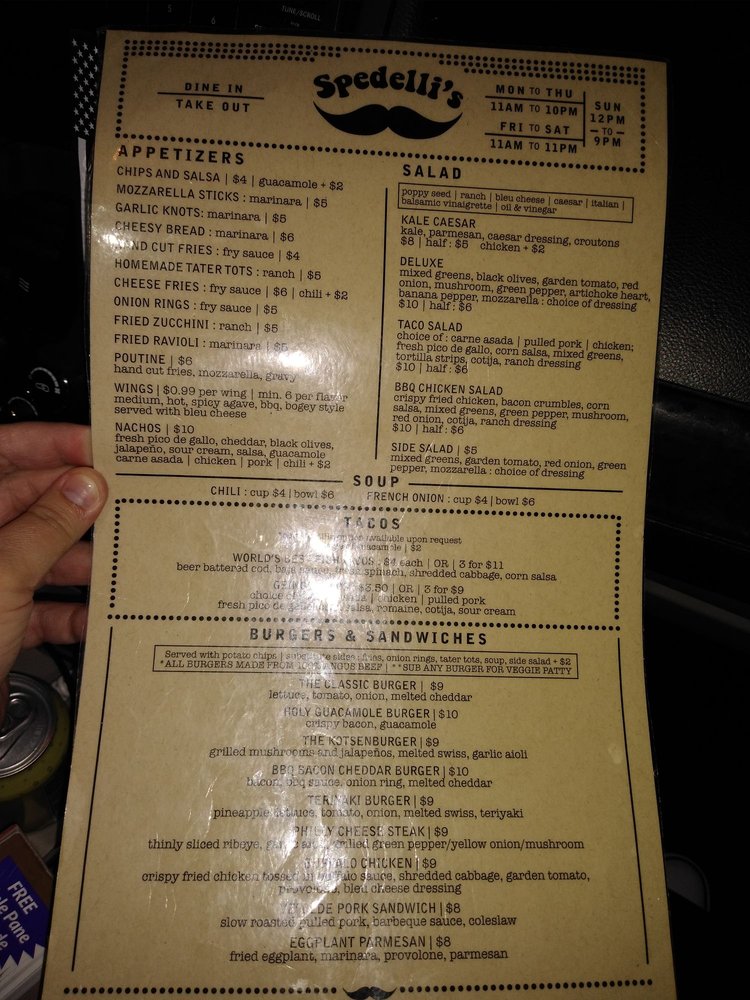 TUNE/SCROLL
6
Spedelli's
DINE IN
TAKE OUT
MON TO THU
11AM TO 10PM
FRI TO SAT
11AM TO 11PM
SUN
12PM
TO
9PM
APPETIZERS
CHIPS AND SALSA | $4 | guacamole + $2
MOZZARELLA STICKS : marinara | $5
GARLIC KNOTS: marinara | $5
CHEESY BREAD : marinara | $6
HAND CUT FRIES : fry sauce | $4
HOMEMADE TATER TOTS : ranch | $5
CHEESE FRIES : fry sauce | $6 | chili + $2
ONION RINGS : fry sauce | $5
FRIED ZUCCHINI : ranch | $5
FRIED RAVIOLI : marinara | $5
POUTINE | $6
hand cut fries, mozzarella, gravy
WINGS | $0.99 per wing | min. 6 per flavor
medium, hot, spicy agave, bbq, bogey style
served with bleu cheese
NACHOS | $10
fresh pico de gallo, cheddar, black olives,
jalapeño, sour cream, salsa, guacamole
carne asada | chicken | pork | chili + $2
SALAD
poppy seed | ranch | bleu cheese | caesar | italian |
balsamic vinaigrette | oil & vinegar
KALE CAESAR
kale, parmesan, caesar dressing, croutons
$8 | half : $5 chicken + $2
DELUXE
mixed greens, black olives, garden tomato, red
onion, mushroom, green pepper, artichoke heart,
banana pepper, mozzarella : choice of dressing
$10 | half : $6
TACO SALAD
choice of : carne asada | pulled pork | chicken;
fresh pico de gallo, corn salsa, mixed greens,
tortilla strips, cotija, ranch dressing
$10 | half : $6
BBQ CHICKEN SALAD
crispy fried chicken, bacon crumbles, corn
salsa, mixed greens, green pepper, mushroom,
red onion, cotija, ranch dressing
$10 | half : $6
SIDE SALAD | $5
mixed greens, garden tomato, red onion, green
pepper, mozzarella : choice of dressing
SOUP
CHILI : cup $4 | bowl $6 FRENCH ONION : cup $4 | bowl $6
TACOS
available upon request
guacamole | $2
WORLD'S BEST FISH TACOS : $4 each | OR | 3 for $11
beer battered cod, fresh spinach, shredded cabbage, corn salsa
$3.50 | OR | 3 for $9
choice of | chicken | pulled pork
fresh pico de gallo, salsa, romaine, cotija, sour cream
BURGERS & SANDWICHES
Served with potato chips | substitute sides : fries, onion rings, tater tots, soup, side salad + $2
*ALL BURGERS MADE FROM 100% ANGUS BEEF | **SUB ANY BURGER FOR VEGGIE PATTY
THE CLASSIC BURGER | $9
lettuce, tomato, onion, melted cheddar
HOLY GUACAMOLE BURGER | $10
crispy bacon, guacamole
THE KOTSENBURGER | $9
grilled mushrooms and jalapeños, melted swiss, garlic aioli
BBQ BACON CHEDDAR BURGER | $10
bacon, bbq sauce, onion ring, melted cheddar
TERIYAKI BURGER | $9
pineapple, lettuce, tomato, onion, melted swiss, teriyaki
PHILLY CHEESE STEAK | $9
thinly sliced ribeye, garlic aioli, grilled green pepper/yellow onion/mushroom
BUFFALO CHICKEN | $9
crispy fried chicken tossed in buffalo sauce, shredded cabbage, garden tomato,
provolone, bleu cheese dressing
YE OLDE PORK SANDWICH | $8
slow roasted pulled pork, barbeque sauce, coleslaw
EGGPLANT PARMESAN | $8
fried eggplant, marinara, provolone, parmesan
FREE
Pane